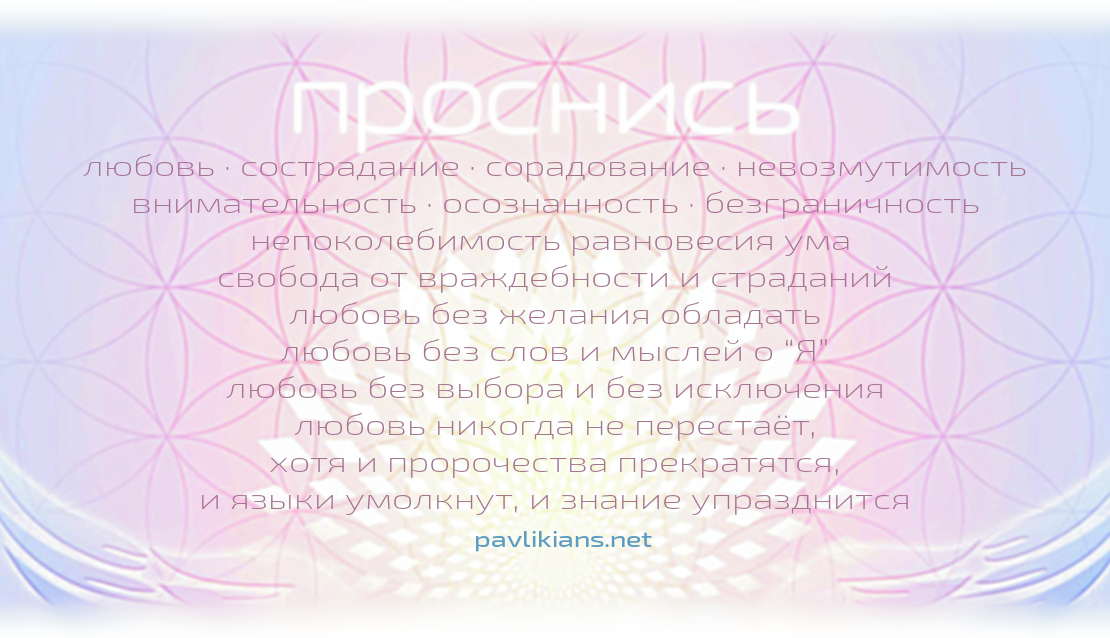 проснись
любовь · сострадание · сорадование · невозмутимость
внимательность · осознанность · безграничность
непоколебимость равновесия ума
свобода от враждебности и страданий
любовь без желания обладать
любовь без слов и мыслей о “Я”
любовь без выбора и без исключения
любовь никогда не перестаёт,
хотя и пророчества прекратятся,
и языки умолкнут, и знание упразднится
pavlikians.net